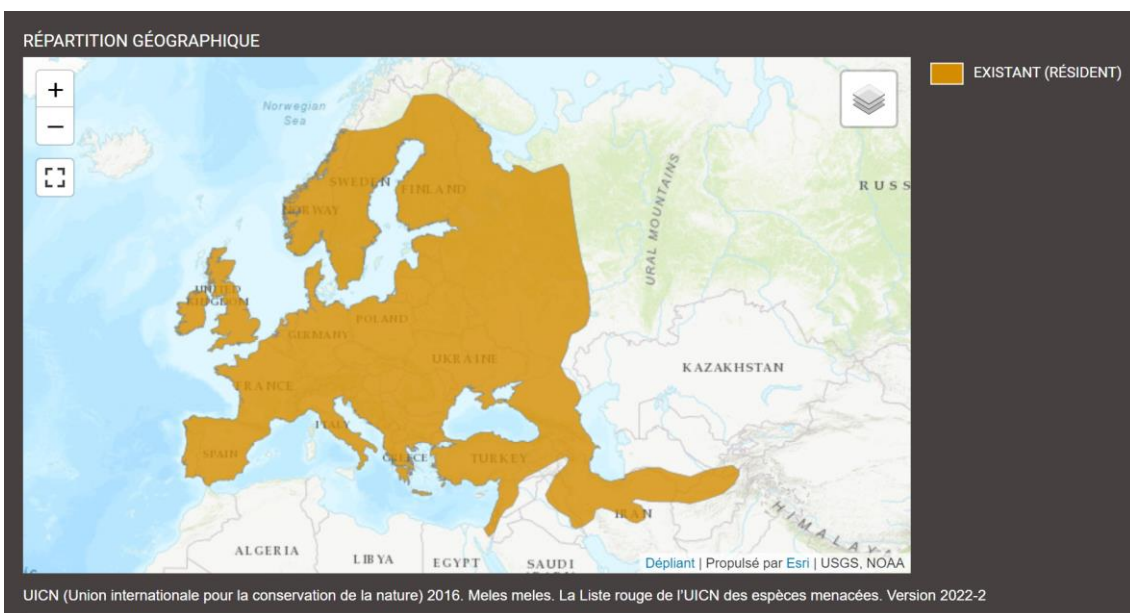 RÉPARTITION GÉOGRAPHIQUE
EXISTANT (RÉSIDENT)
+
−
Norwegian
Sea
SWEDEN
FINLAND
NORWAY
RUSS
URAL MOUNTAINS
UNITED
KINGDOM
POLAND
GERMANY
UKRAINE
KAZAKHSTAN
FRANCE
ITALY
SPAIN
GREECE
TURKEY
IRAN
HIMALAYA
ALGERIA
LIBYA
EGYPT
SAUDI
Dépliant | Propulsé par Esri | USGS, NOAA
UICN (Union internationale pour la conservation de la nature) 2016. Meles meles. La Liste rouge de l'UICN des espèces menacées. Version 2022-2